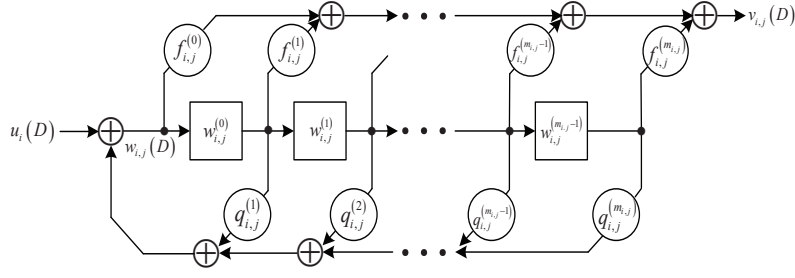 f_{i,j}^{(0)} f_{i,j}^{(1)} f_{i,j}^{(m_{i,j}-1)} f_{i,j}^{(m_{i,j})} v_{i,j}(D)
u_i(D) w_{i,j}(D) w_{i,j}^{(0)} w_{i,j}^{(1)} w_{i,j}^{(m_{i,j}-1)}
q_{i,j}^{(1)} q_{i,j}^{(2)} q_{i,j}^{(m_{i,j}-1)} q_{i,j}^{(m_{i,j})}